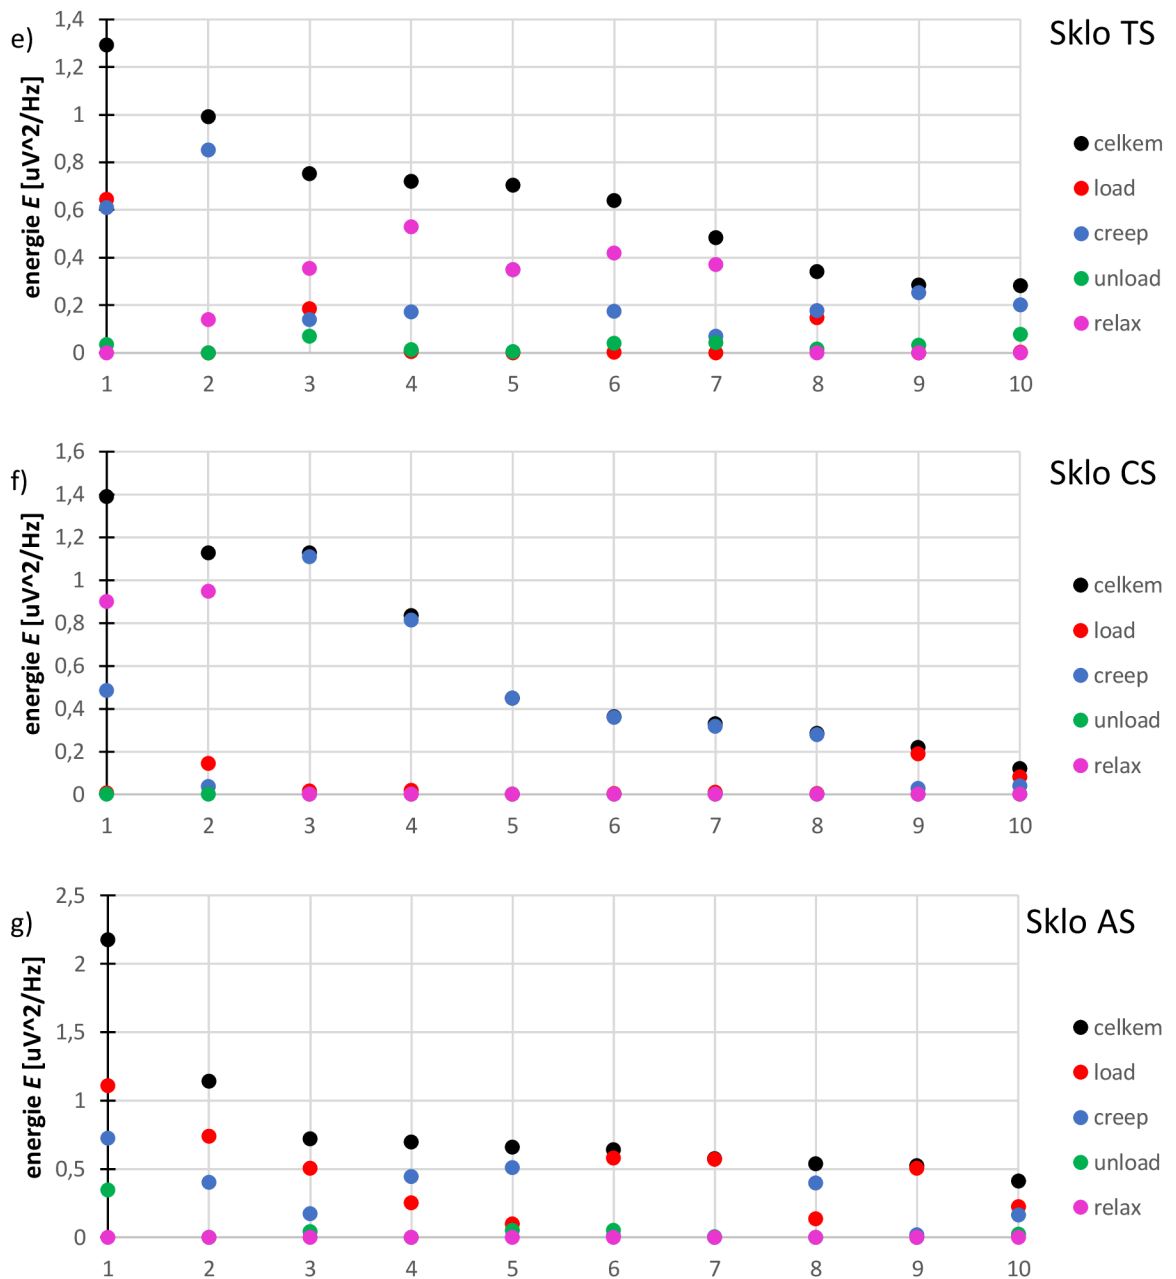 e)
Sklo TS
energie E [uV^2/Hz]
1,4
1,2
1
0,8
0,6
0,4
0,2
0
1 2 3 4 5 6 7 8 9 10
celkem
load
creep
unload
relax
f)
Sklo CS
energie E [uV^2/Hz]
1,6
1,4
1,2
1
0,8
0,6
0,4
0,2
0
1 2 3 4 5 6 7 8 9 10
celkem
load
creep
unload
relax
g)
Sklo AS
energie E [uV^2/Hz]
2,5
2
1,5
1
0,5
0
1 2 3 4 5 6 7 8 9 10
celkem
load
creep
unload
relax